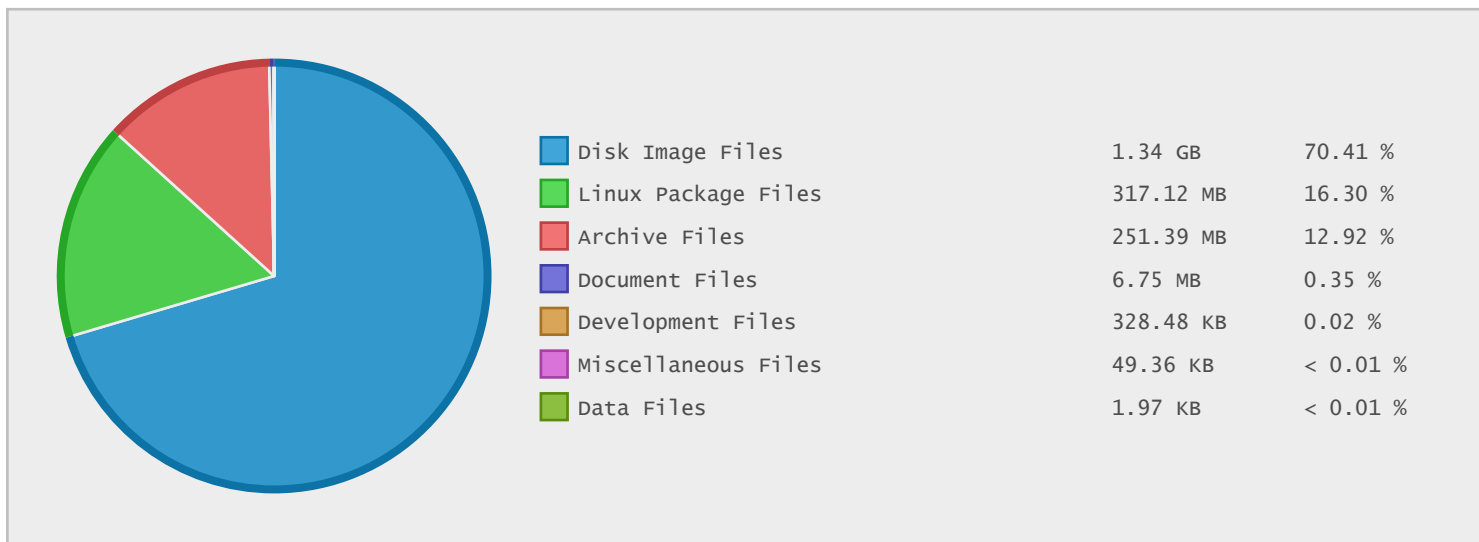 Disk Image Files 1.34 GB 70.41 %
Linux Package Files 317.12 MB 16.30 %
Archive Files 251.39 MB 12.92 %
Document Files 6.75 MB 0.35 %
Development Files 328.48 KB 0.02 %
Miscellaneous Files 49.36 KB < 0.01 %
Data Files 1.97 KB < 0.01 %